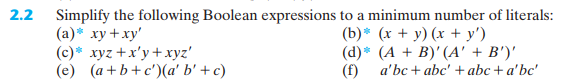 2.2 Simplify the following Boolean expressions to a minimum number of literals:
(a)* xy + xy′ (b)* (x + y) (x + y′)
(c)* xyz + x′y + xyz′ (d)* (A + B)′ (A′ + B′)′
(e) (a + b + c′)(a′ b′ + c) (f) a′bc + abc′ + abc + a′bc′